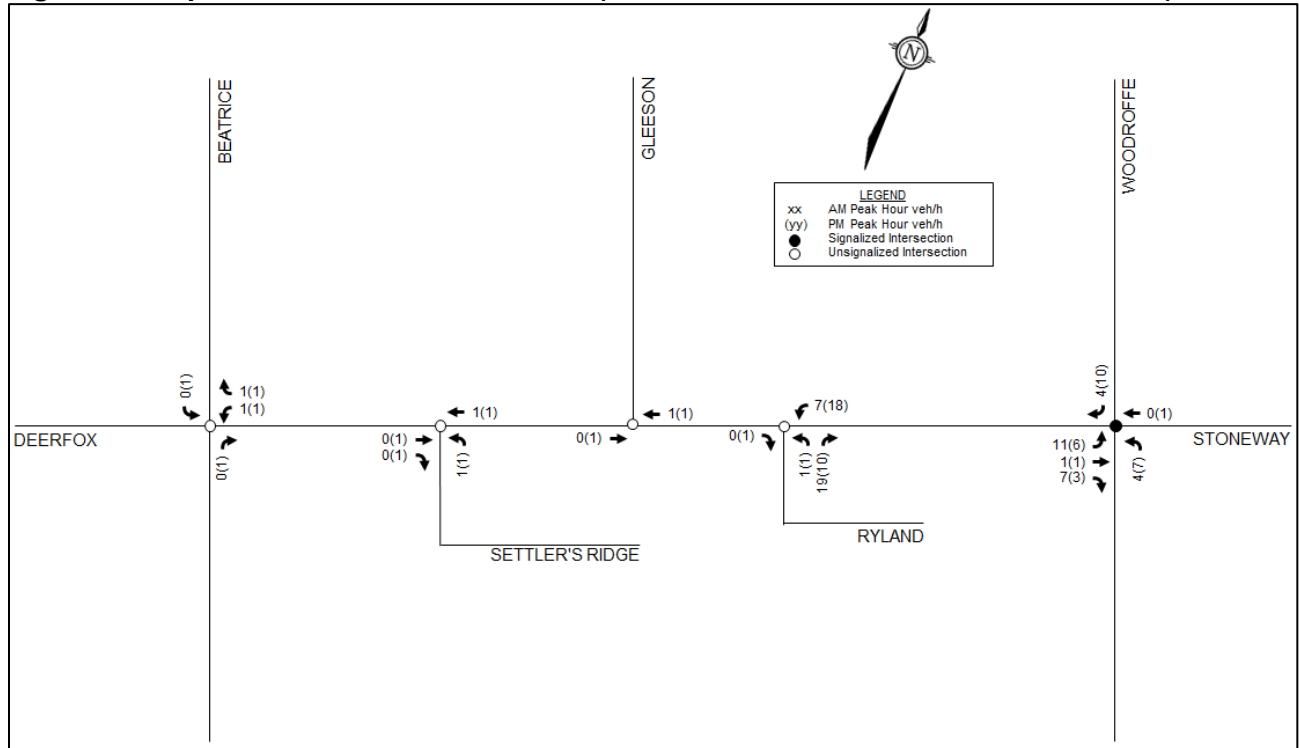 N
BEATRICE
GLEESON
WOODROFFE
LEGEND
xx AM Peak Hour veh/h
(yy) PM Peak Hour veh/h
Signalized Intersection
Unsignalized Intersection
0(1)
1(1)
1(1)
0(1)
DEERFOX
1(1)
0(1)
0(1)
1(1)
SETTLER'S RIDGE
1(1)
0(1)
7(18)
0(1)
1(1)
19(10)
RYLAND
4(10)
0(1)
STONEWAY
11(6)
1(1)
7(3)
4(7)